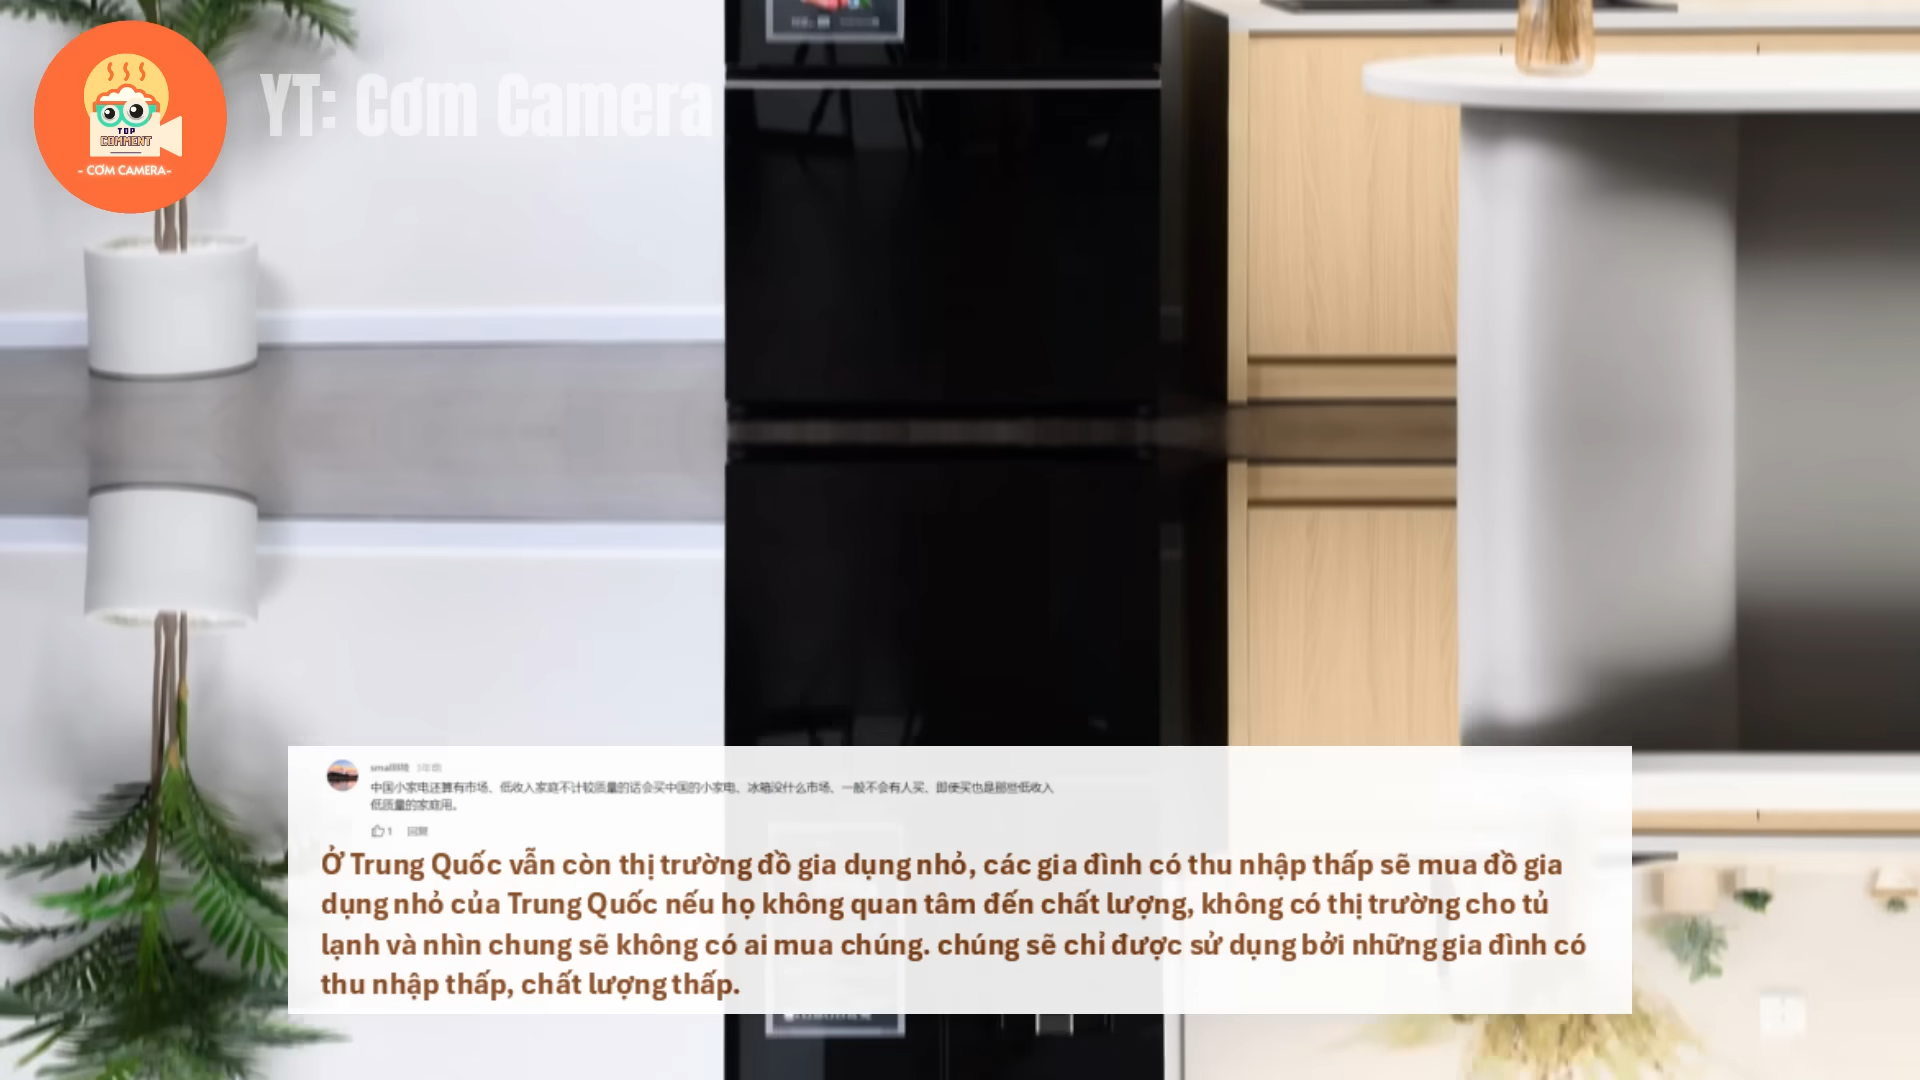 YT: Cơm Camera
TOP
COMMENT
- CƠM CAMERA-
中国小家电还算有市场、低收入家庭不计较质量的话会买中国的小家电、冰箱没什么市场、一般不会有人买、即使买也是那些低收入
低质量的家庭用。
1 回复
Ở Trung Quốc vẫn còn thị trường đồ gia dụng nhỏ, các gia đình có thu nhập thấp sẽ mua đồ gia
dụng nhỏ của Trung Quốc nếu họ không quan tâm đến chất lượng, không có thị trường cho tủ
lạnh và nhìn chung sẽ không có ai mua chúng. chúng sẽ chỉ được sử dụng bởi những gia đình có
thu nhập thấp, chất lượng thấp.